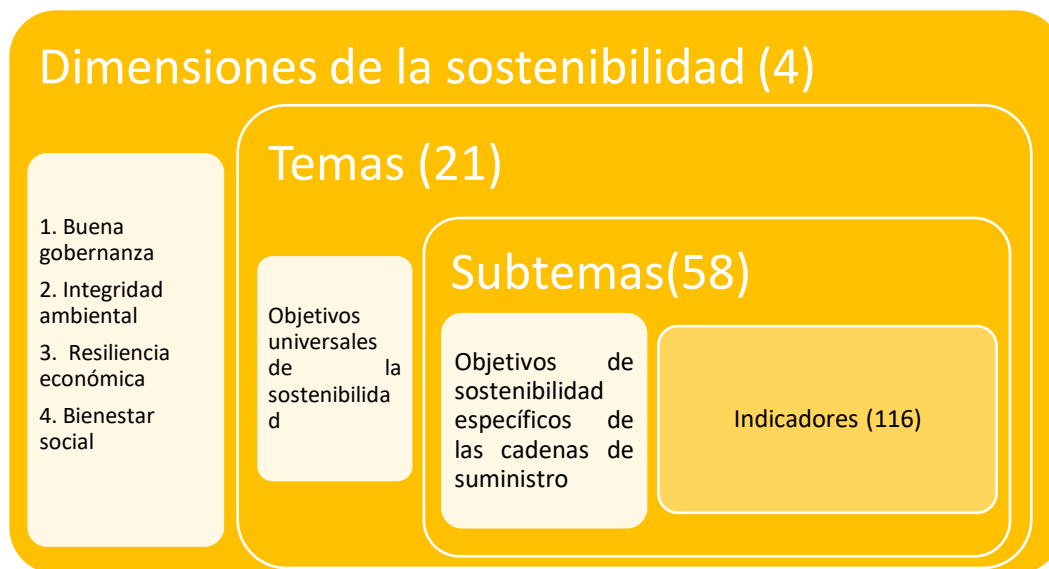 Dimensiones de la sostenibilidad (4)
1. Buena
gobernanza
2. Integridad
ambiental
3. Resiliencia
económica
4. Bienestar
social
Temas (21)
Objetivos
universales
de la
sostenibilida
d
Subtemas(58)
Objetivos de
sostenibilidad
específicos de
las cadenas de
suministro
Indicadores (116)